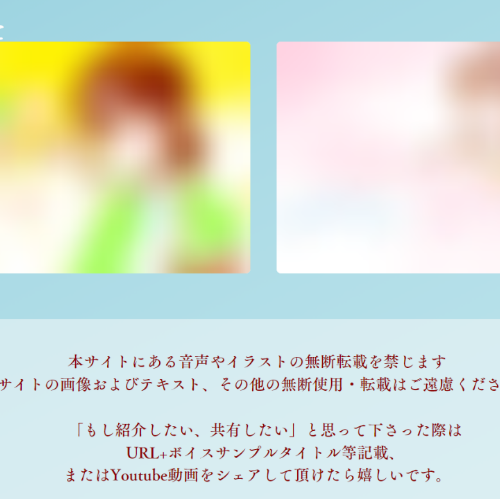 本サイトにある音声やイラストの無断転載を禁じます
サイトの画像およびテキスト、その他の無断使用・転載はご遠慮くださ
「もし紹介したい、共有したい」と思って下さった際は
URL+ボイスサンプルタイトル等記載、
またはYoutube動画をシェアして頂けたら嬉しいです。